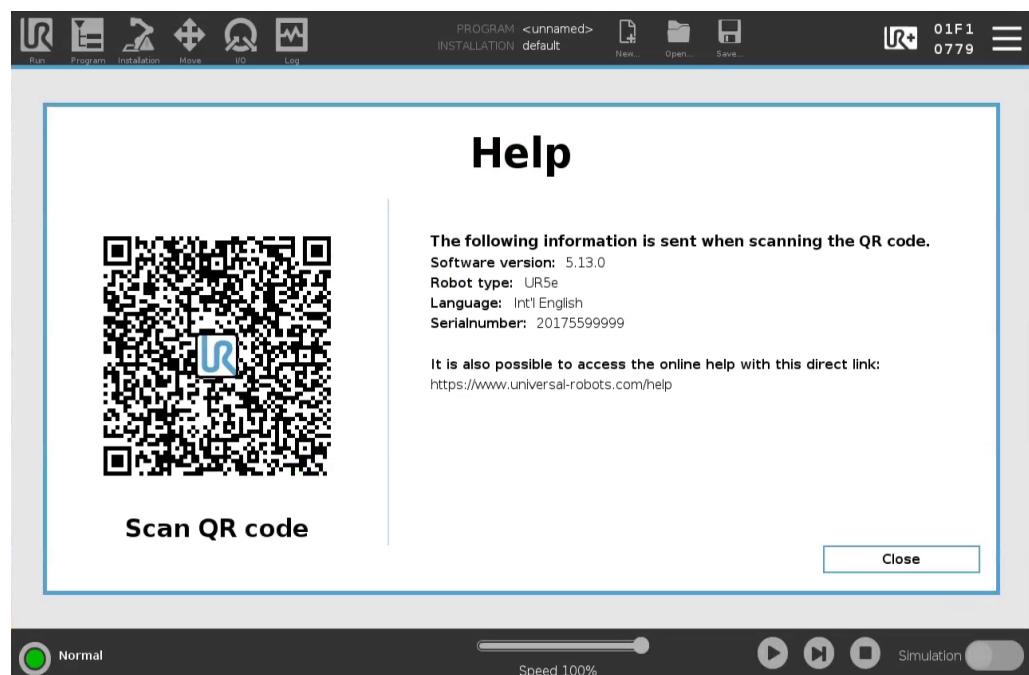 PROGRAM <unnamed>
INSTALLATION default
UR+
01F1
0779
Run Program Installation Move I/O Log
New... Open... Save...
Help
The following information is sent when scanning the QR code.
Software version: 5.13.0
Robot type: UR5e
Language: Int'l English
Serialnumber: 20175599999
It is also possible to access the online help with this direct link:
https://www.universal-robots.com/help
Scan QR code
Close
Normal
Speed 100%
Simulation